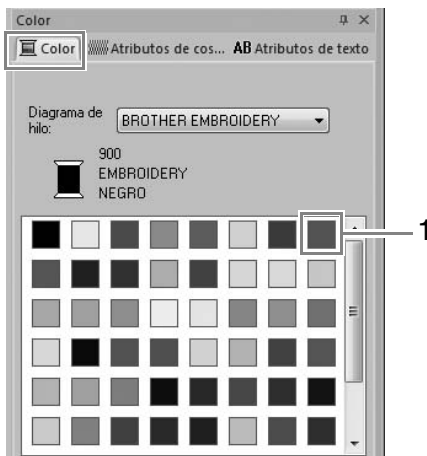 Color
Color Atributos de cos... AB Atributos de texto
Diagrama de hilo: BROTHER EMBROIDERY
900
EMBROIDERY
NEGRO
1